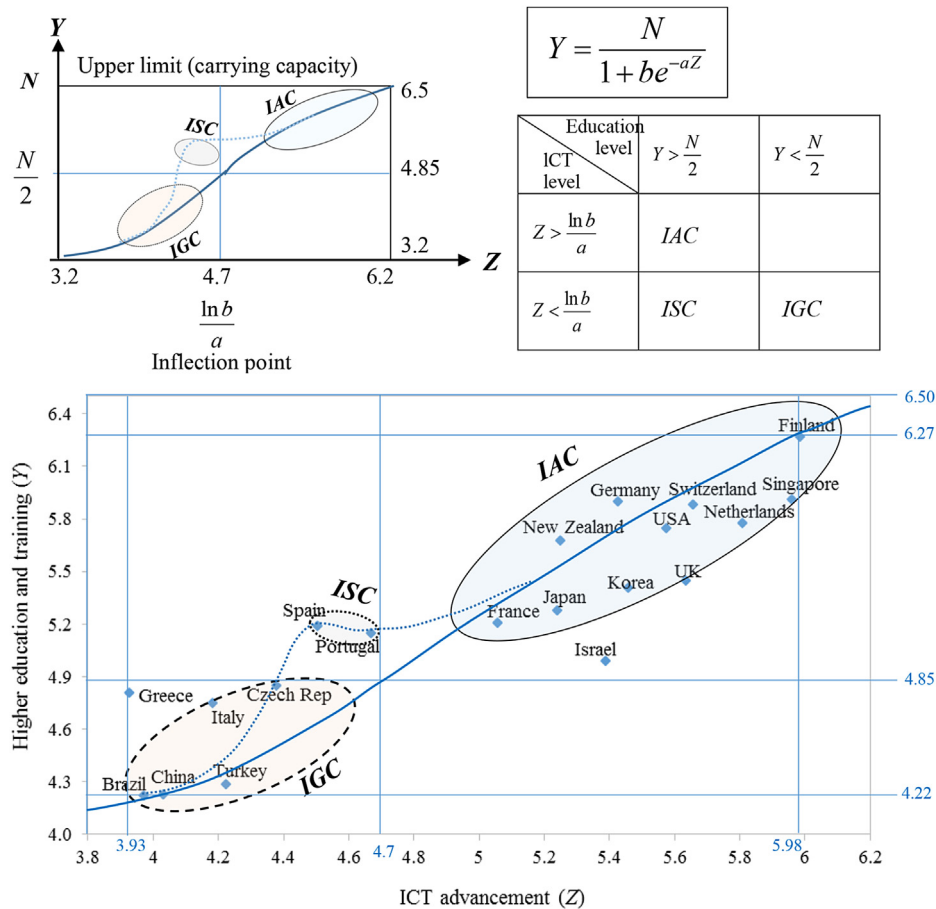 Y
Upper limit (carrying capacity)
N
6.5
IAC
ISC
N
2
4.85
IGC
3.2
Z
3.2
4.7
6.2
ln b
a
Inflection point
Y = N / 1 + be^{-aZ}
Education level
ICT level
Y > N/2
Y < N/2
Z > ln b / a
IAC
Z < ln b / a
ISC
IGC
Higher education and training (Y)
6.4
6.1
5.8
5.5
5.2
4.9
4.6
4.3
4.0
6.50
6.27
4.85
4.22
IAC
Finland
Germany
Switzerland
Singapore
New Zealand
USA
Netherlands
Korea
UK
Japan
France
Israel
ISC
Spain
Portugal
Greece
Italy
Czech Rep
Brazil
China
Turkey
IGC
3.8
3.93
4
4.2
4.4
4.6
4.7
5
5.2
5.4
5.6
5.8
5.98
6
6.2
ICT advancement (Z)